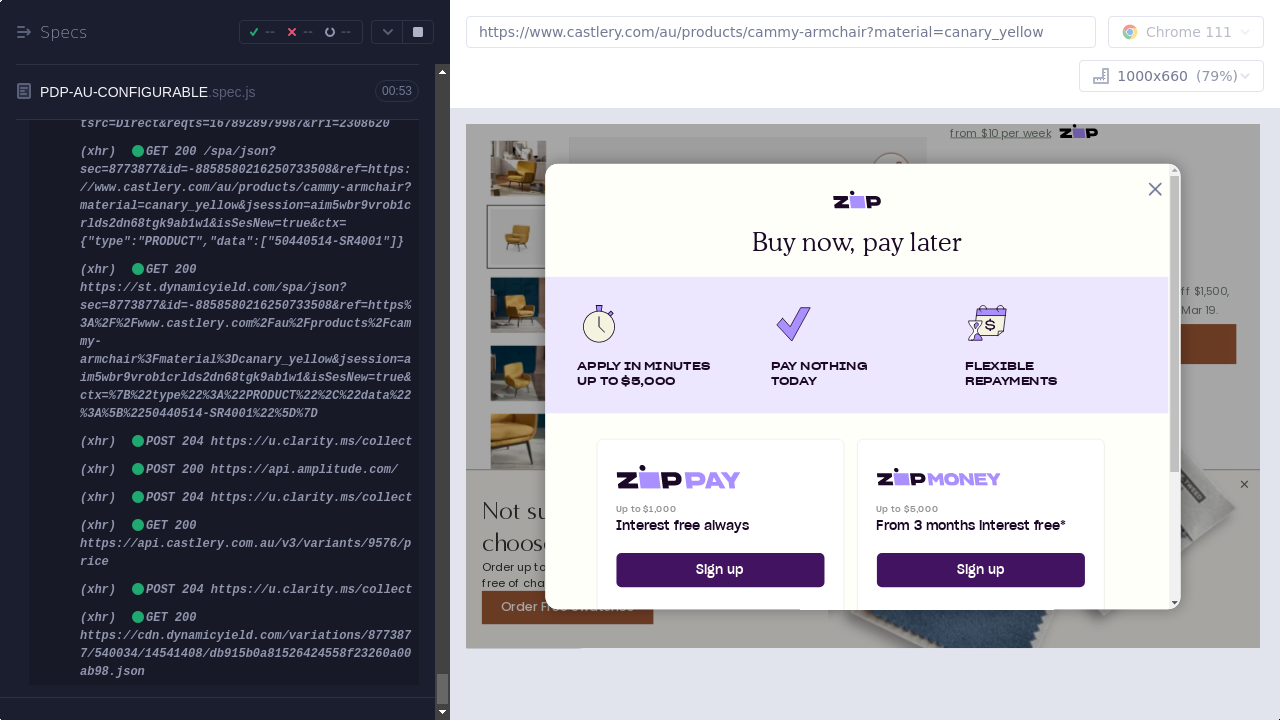 Specs
--
--
--
https://www.castlery.com/au/products/cammy-armchair?material=canary_yellow
Chrome 111
1000x660 (79%)
PDP-AU-CONFIGURABLE.spec.js
00:53
tsrc=Direct&reqts=1678928979987&rri=2308620
(xhr) GET 200 /spa/json?
sec=8773877&id=-8858580216250733508&ref=https:
//www.castlery.com/au/products/cammy-armchair?
material=canary_yellow&jsession=aim5wbr9vrob1c
rlds2dn68tgk9ab1w1&isSesNew=true&ctx=
{"type":"PRODUCT","data":["50440514-SR4001"]}
(xhr) GET 200
https://st.dynamicyield.com/spa/json?
sec=8773877&id=-8858580216250733508&ref=https%
3A%2F%2Fwww.castlery.com%2Fau%2Fproducts%2Fcam
my-
armchair%3Fmaterial%3Dcanary_yellow&jsession=a
im5wbr9vrob1crlds2dn68tgk9ab1w1&isSesNew=true&
ctx=%7B%22type%22%3A%22PRODUCT%22%2C%22data%22
%3A%5B%2250440514-SR4001%22%5D%7D
(xhr) POST 204 https://u.clarity.ms/collect
(xhr) POST 200 https://api.amplitude.com/
(xhr) POST 204 https://u.clarity.ms/collect
(xhr) GET 200
https://api.castlery.com.au/v3/variants/9576/p
rice
(xhr) POST 204 https://u.clarity.ms/collect
(xhr) GET 200
https://cdn.dynamicyield.com/variations/877387
7/540034/14541408/db915b0a81526424558f23260a00
ab98.json
from $10 per week ZIP
ZIP
Buy now, pay later
APPLY IN MINUTES
UP TO $5,000
PAY NOTHING
TODAY
FLEXIBLE
REPAYMENTS
ff $1,500,
Mar 19.
ZIP PAY
Up to $1,000
Interest free always
Sign up
ZIP MONEY
Up to $5,000
From 3 months interest free*
Sign up
Not su
choose
Order up to
free of cha
Order Free Swatches